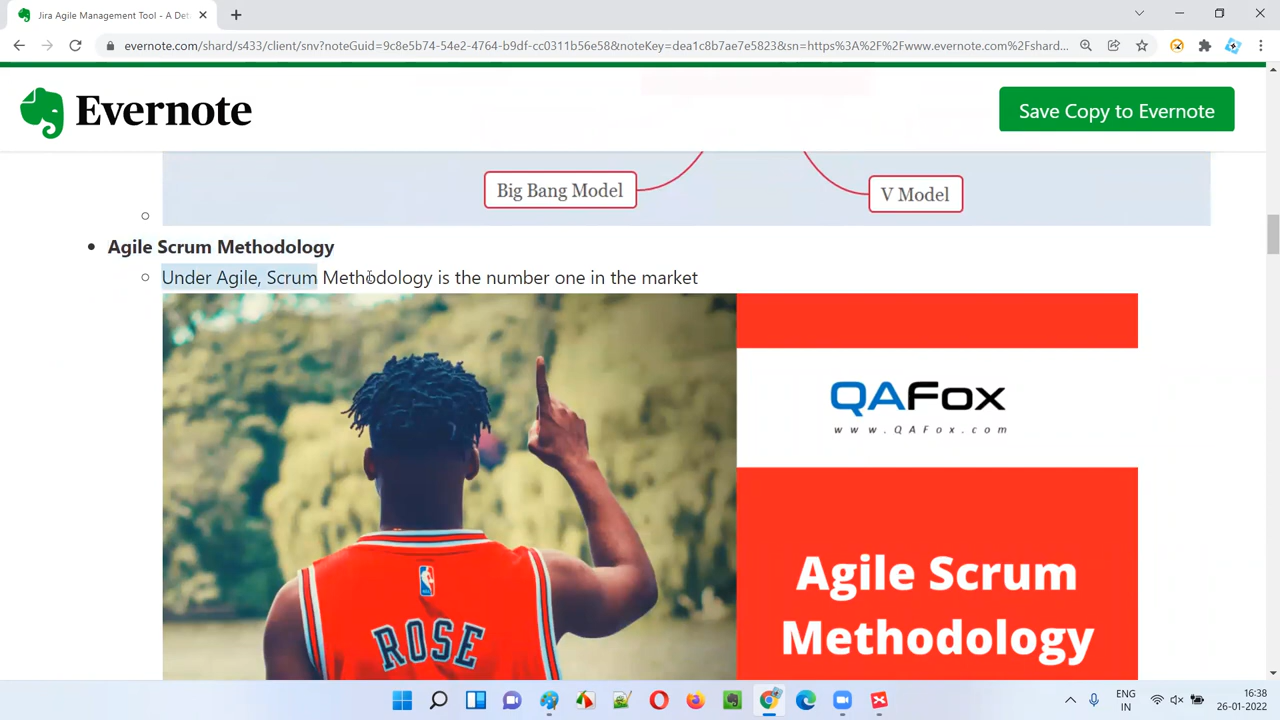 Jira Agile Management Tool - A Det
evernote.com/shard/s433/client/snv?noteGuid=9c8e5b74-54e2-4764-b9df-cc0311b56e58&noteKey=dea1c8b7ae7e5823&sn=https%3A%2F%2Fwww.evernote.com%2Fshard...
Evernote
Save Copy to Evernote
Big Bang Model
V Model
Agile Scrum Methodology
Under Agile, Scrum Methodology is the number one in the market
QAFox
www.QAFox.com
Agile Scrum
Methodology
ROSE
ENG
IN
16:38
26-01-2022